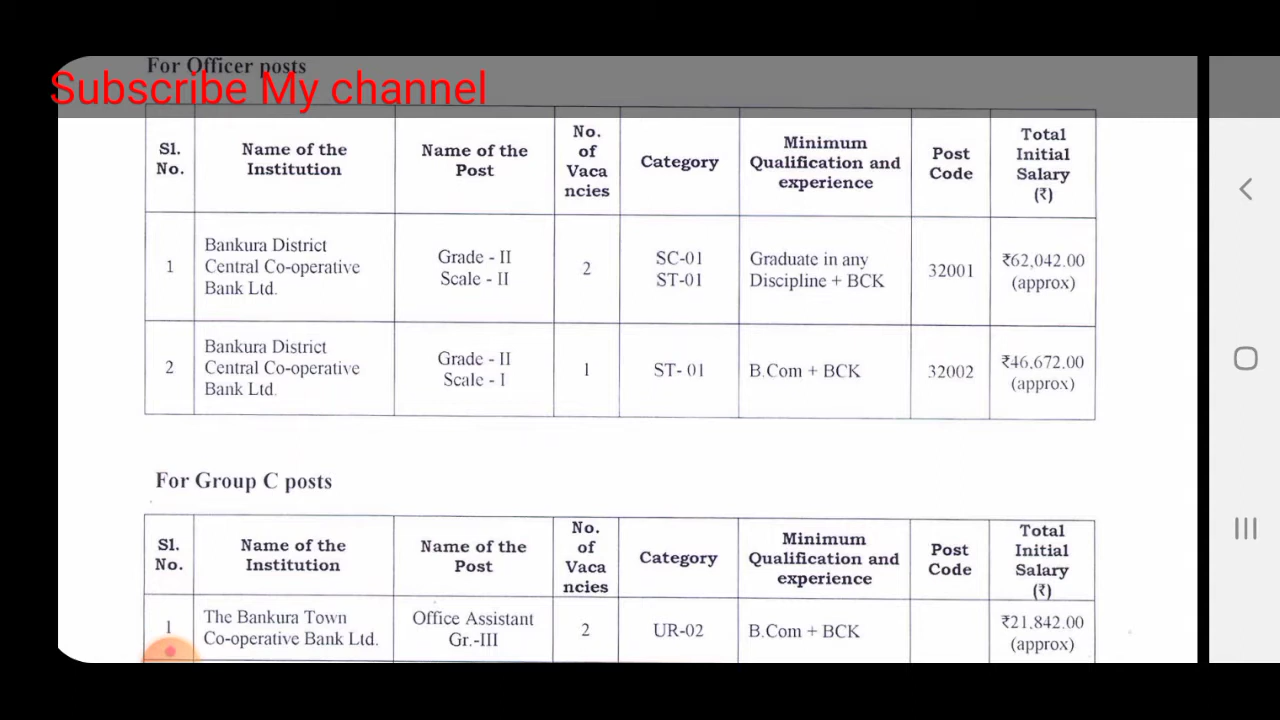 For Officer posts
Subscribe My channel
Sl. No.
Name of the Institution
Name of the Post
No. of Vaca ncies
Category
Minimum Qualification and experience
Post Code
Total Initial Salary (₹)
1
Bankura District Central Co-operative Bank Ltd.
Grade - II Scale - II
2
SC-01 ST-01
Graduate in any Discipline + BCK
32001
₹62,042.00 (approx)
2
Bankura District Central Co-operative Bank Ltd.
Grade - II Scale - I
1
ST- 01
B.Com + BCK
32002
₹46,672.00 (approx)
For Group C posts
Sl. No.
Name of the Institution
Name of the Post
No. of Vaca ncies
Category
Minimum Qualification and experience
Post Code
Total Initial Salary (₹)
1
The Bankura Town Co-operative Bank Ltd.
Office Assistant Gr.-III
2
UR-02
B.Com + BCK
₹21,842.00 (approx)